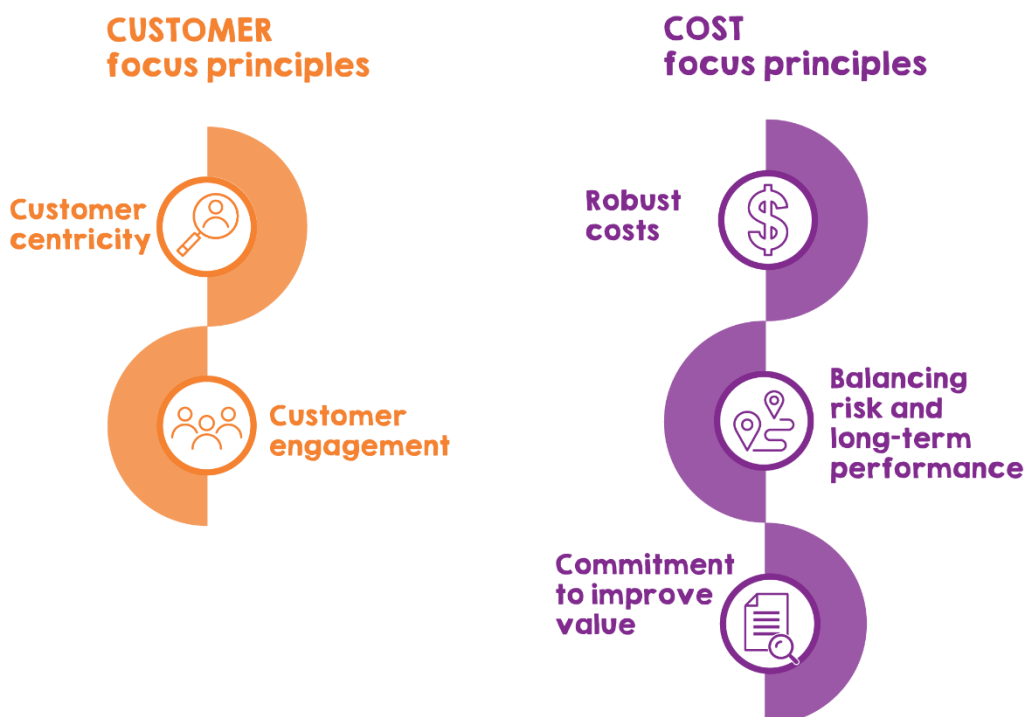 CUSTOMER
focus principles
Customer
centricity
Customer
engagement
COST
focus principles
Robust
costs
Balancing
risk and
long-term
performance
Commitment
to improve
value